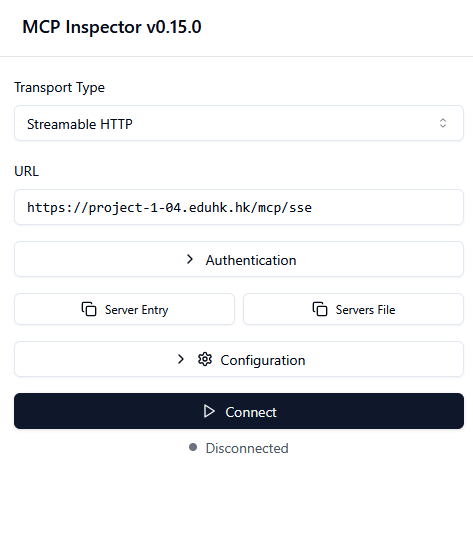 MCP Inspector v0.15.0
Transport Type
Streamable HTTP
URL
https://project-1-04.eduhk.hk/mcp/sse
Authentication
Server Entry
Servers File
Configuration
Connect
Disconnected